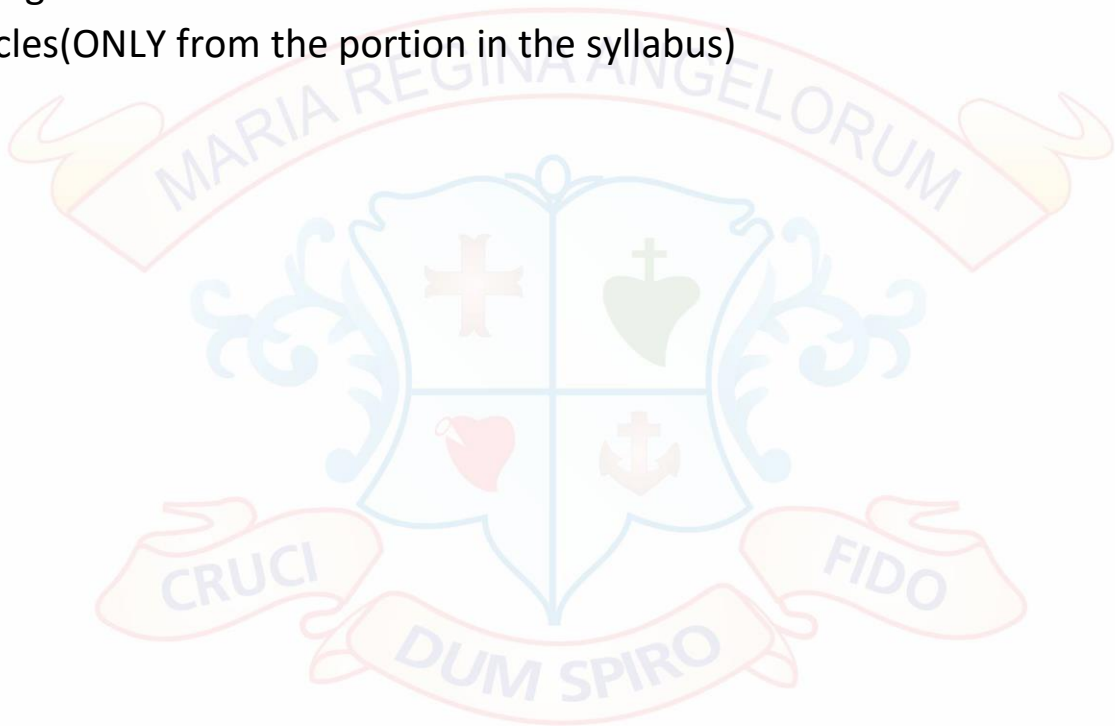 cles(ONLY from the portion in the syllabus)
MARIA REGINA ANGELORUM
CRUCI
FIDO
DUM SPIRO